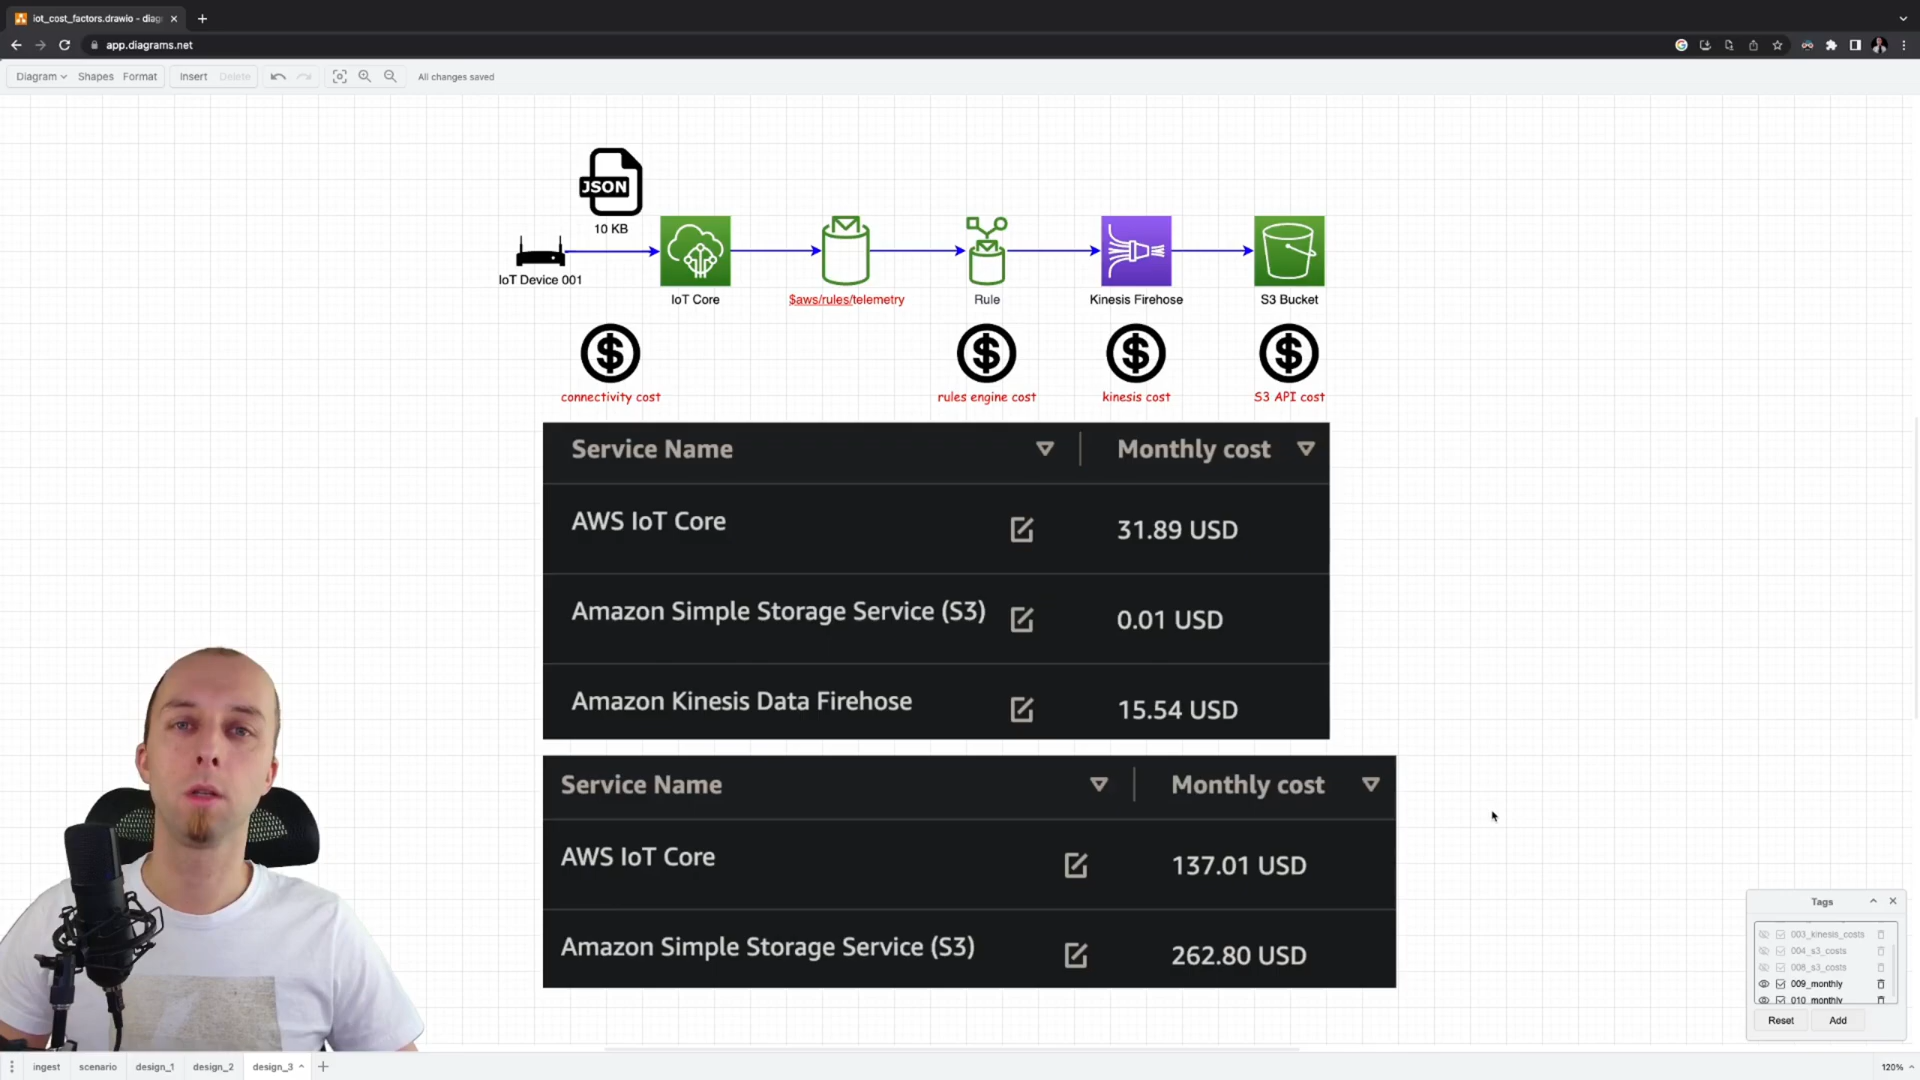 iot_cost_factors.drawio - diag
app.diagrams.net
Diagram Shapes Format Insert Delete All changes saved
JSON
10 KB
IoT Device 001
IoT Core
$aws/rules/telemetry
Rule
Kinesis Firehose
S3 Bucket
connectivity cost
rules engine cost
kinesis cost
S3 API cost
Service Name Monthly cost
AWS IoT Core 31.89 USD
Amazon Simple Storage Service (S3) 0.01 USD
Amazon Kinesis Data Firehose 15.54 USD
Service Name Monthly cost
AWS IoT Core 137.01 USD
Amazon Simple Storage Service (S3) 262.80 USD
Tags
003_kinesis_costs
004_s3_costs
008_s3_costs
009_monthly
010_monthly
Reset Add
ingest scenario design_1 design_2 design_3 120%